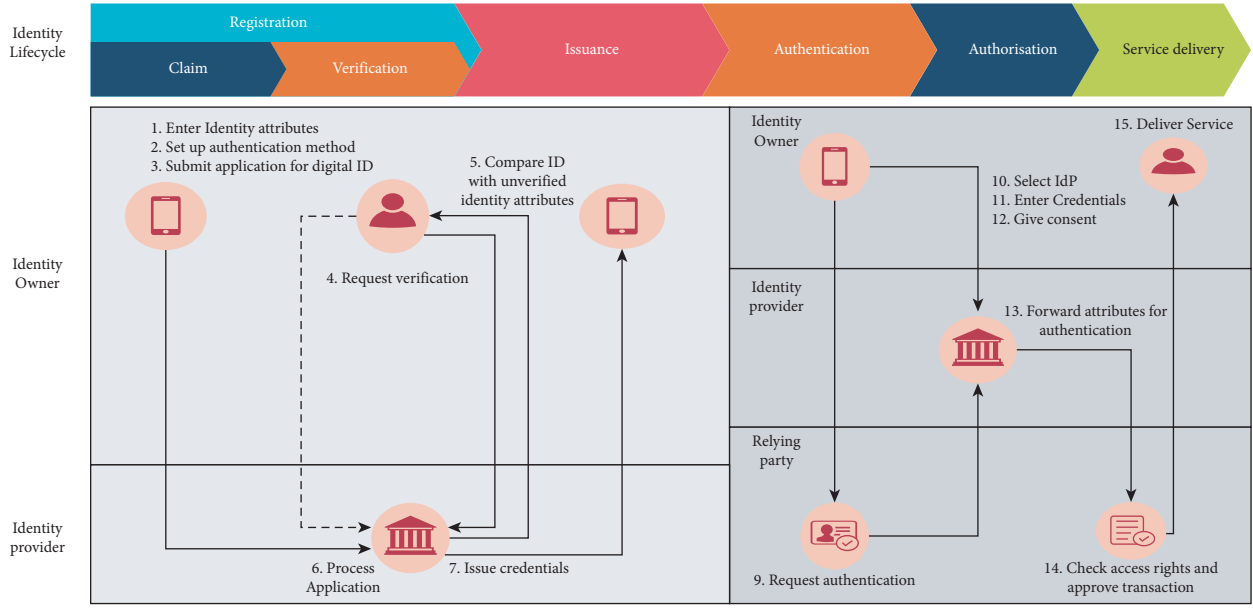 Identity
Lifecycle
Registration
Claim
Verification
Issuance
Authentication
Authorisation
Service delivery
Identity
Owner
1. Enter Identity attributes
2. Set up authentication method
3. Submit application for digital ID
5. Compare ID
with unverified
identity attributes
4. Request verification
Identity
provider
6. Process
Application
7. Issue credentials
Identity
Owner
10. Select IdP
11. Enter Credentials
12. Give consent
15. Deliver Service
Identity
provider
13. Forward attributes for
authentication
Relying
party
9. Request authentication
14. Check access rights and
approve transaction